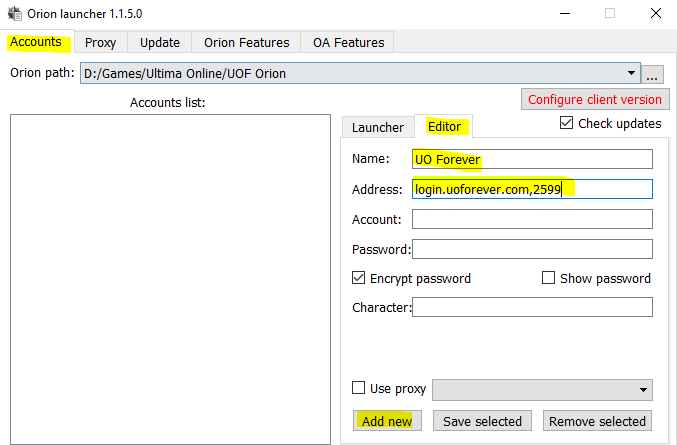 Orion launcher 1.1.5.0
Accounts Proxy Update Orion Features OA Features
Orion path: D:/Games/Ultima Online/UOF Orion ...
Configure client version
Accounts list:
Launcher Editor Check updates
Name: UO Forever
Address: login.uoforever.com,2599
Account:
Password:
Encrypt password Show password
Character:
Use proxy
Add new Save selected Remove selected